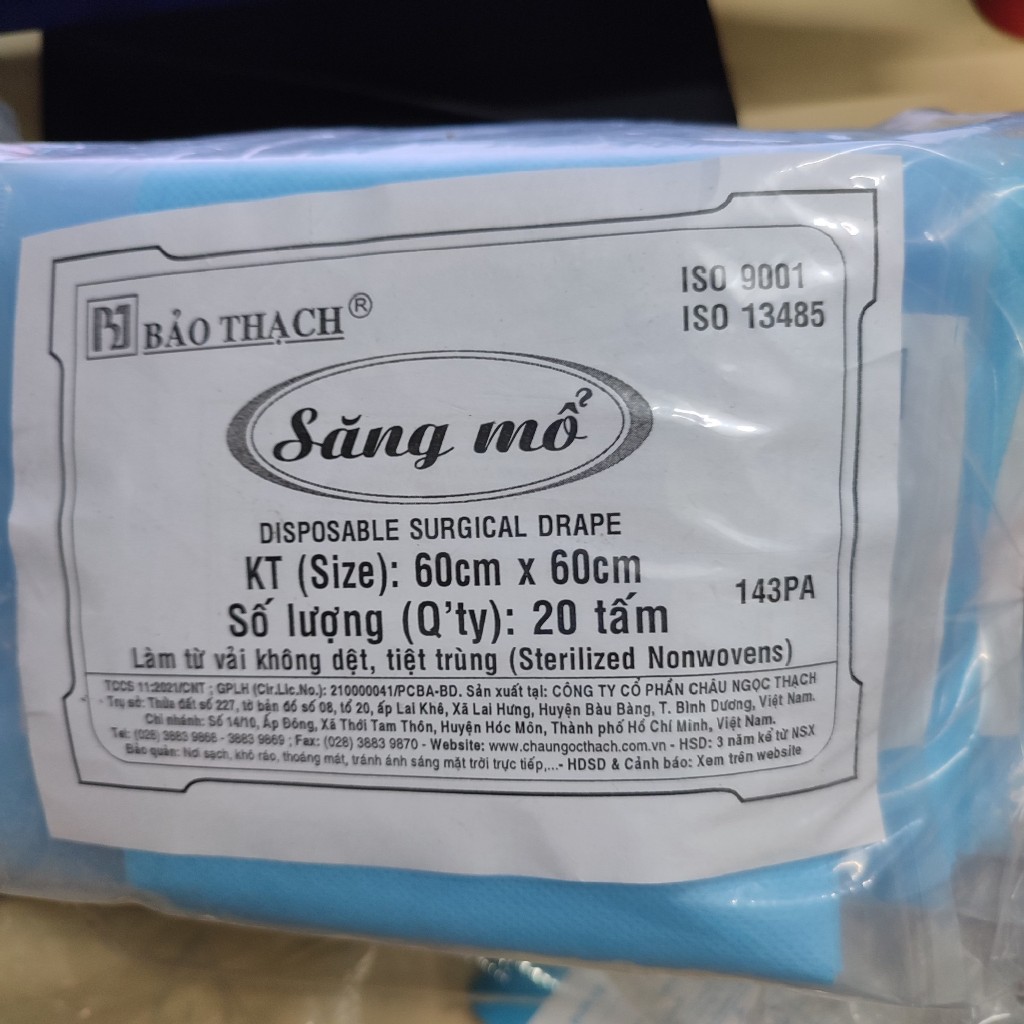 BẢO THẠCH®
ISO 9001
ISO 13485
Săng mổ
DISPOSABLE SURGICAL DRAPE
KT (Size): 60cm x 60cm
143PA
Số lượng (Q'ty): 20 tấm
Làm từ vải không dệt, tiệt trùng (Sterilized Nonwovens)
TCCS 11:2021/CNT ; GPLH (Cir.Lic.No.): 210000041/PCBA-BD. Sản xuất tại: CÔNG TY CỔ PHẦN CHÂU NGỌC THẠCH
- Trụ sở: Thửa đất số 227, tờ bản đồ số 08, tổ 20, ấp Lai Khê, Xã Lai Hưng, Huyện Bàu Bàng, T. Bình Dương, Việt Nam.
Chi nhánh: Số 14/10, Ấp Đông, Xã Thới Tam Thôn, Huyện Hóc Môn, Thành phố Hồ Chí Minh, Việt Nam.
Tel: (028) 3883 9868 - 3883 9869 ; Fax: (028) 3883 9870 - Website: www.chaungocthach.com.vn - HSD: 3 năm kể từ NSX
Bảo quản: Nơi sạch, khô ráo, thoáng mát, tránh ánh sáng mặt trời trực tiếp,...- HDSD & Cảnh báo: Xem trên website